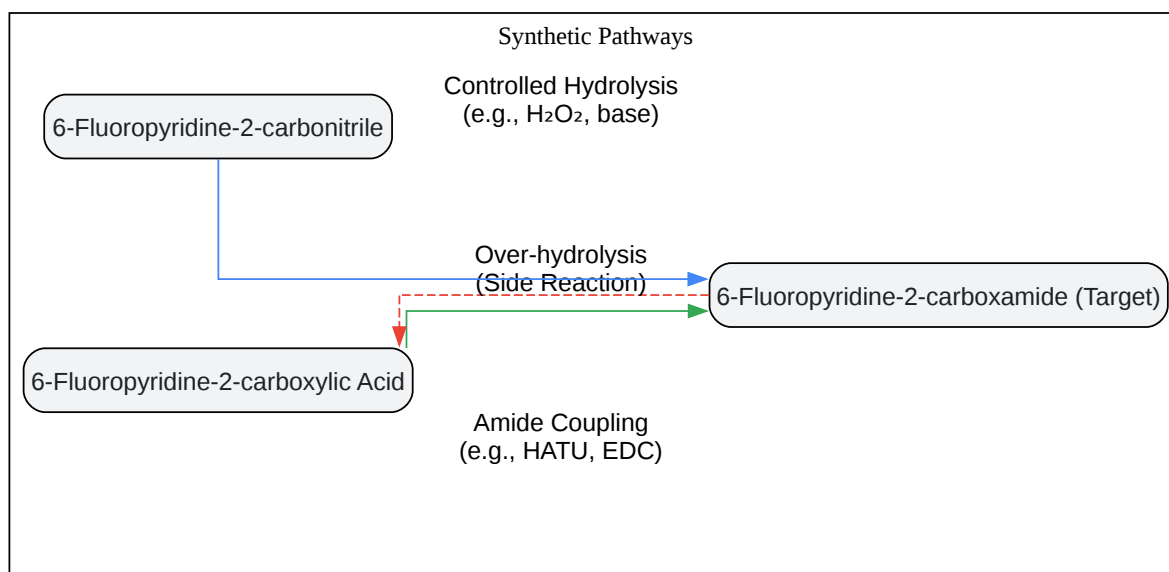 Synthetic Pathways
Controlled Hydrolysis
(e.g., H₂O₂, base)
6-Fluoropyridine-2-carbonitrile
Over-hydrolysis
(Side Reaction)
6-Fluoropyridine-2-carboxamide (Target)
6-Fluoropyridine-2-carboxylic Acid
Amide Coupling
(e.g., HATU, EDC)